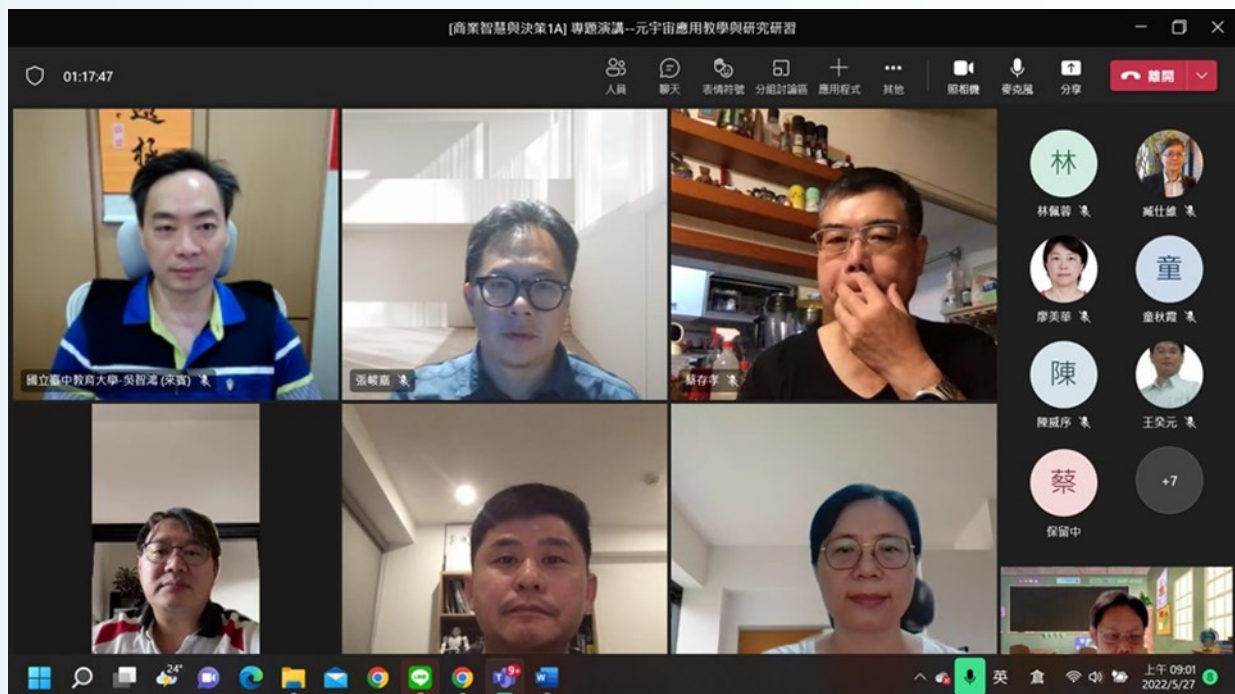 [商業智慧與決策1A] 專題演講--元宇宙應用教學與研究研習
01:17:47
人員
聊天
表情符號
分組討論區
應用程式
其他
照相機
麥克風
分享
離開
國立臺中教育大學-吳智鴻 (來賓)
張峻嘉
蔡存孝
林
林佩蓉
臧仕維
廖美華
童
童秋霞
陳
陳威序
王癸元
蔡
保留中
+7
24°
9+
英
上午 09:01
2022/5/27
8